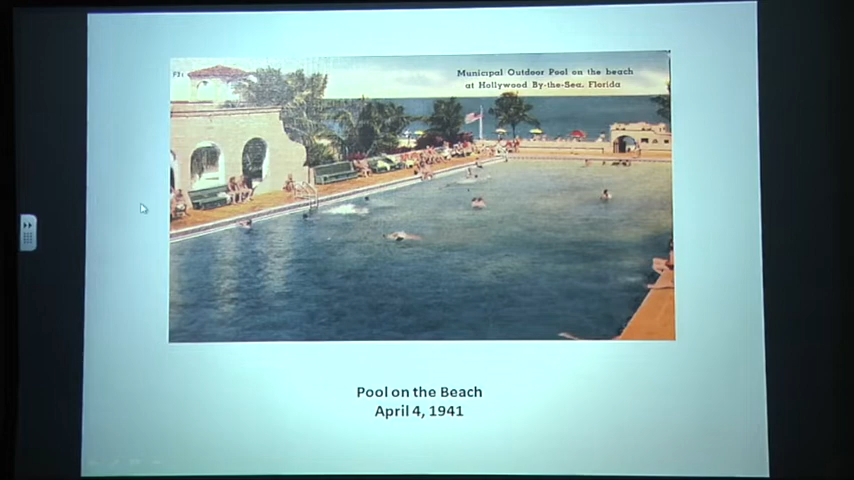 Municipal Outdoor Pool on the beach
at Hollywood By-the-Sea, Florida
Pool on the Beach
April 4, 1941